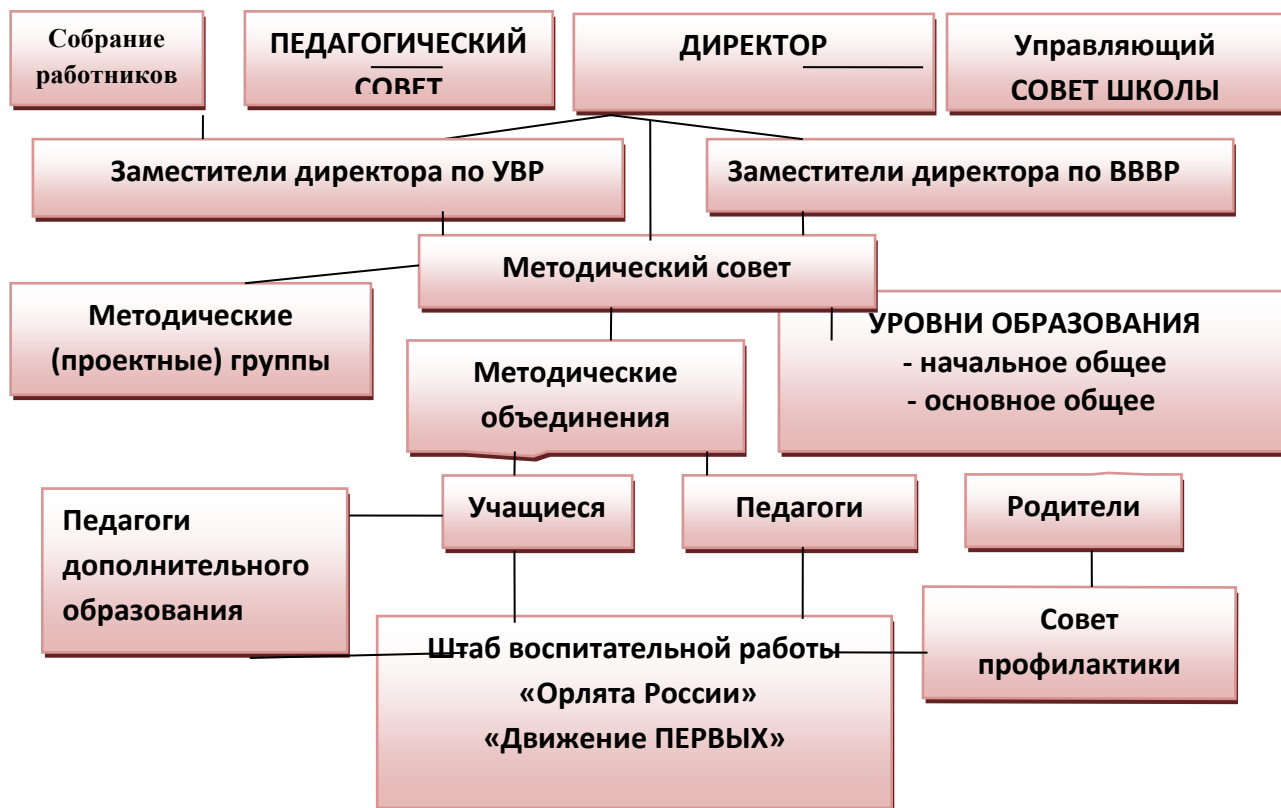 Собрание
работников
ПЕДАГОГИЧЕСКИЙ
СОВЕТ
ДИРЕКТОР
Управляющий
СОВЕТ ШКОЛЫ
Заместители директора по УВР
Заместители директора по ВВВР
Методический совет
Методические
(проектные) группы
УРОВНИ ОБРАЗОВАНИЯ
- начальное общее
- основное общее
Методические
объединения
Учащиеся
Педагоги
Родители
Педагоги
дополнительного
образования
Совет
профилактики
Штаб воспитательной работы
«Орлята России»
«Движение ПЕРВЫХ»